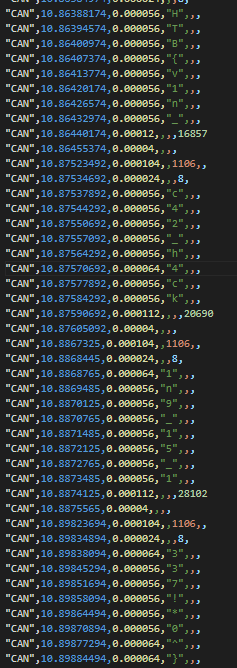 "CAN",10.86388174,0.000056,"H",,,
"CAN",10.86394574,0.000056,"T",,,
"CAN",10.86400974,0.000056,"B",,,
"CAN",10.86407374,0.000056,"{",,,
"CAN",10.86413774,0.000056,"v",,,
"CAN",10.86420174,0.000056,"1",,,
"CAN",10.86426574,0.000056,"n",,,
"CAN",10.86432974,0.000056,"_",,,
"CAN",10.86440174,0.00012,,,,16857
"CAN",10.86455374,0.00004,,,,
"CAN",10.87523492,0.000104,,1106,,
"CAN",10.87534692,0.000024,,,8,
"CAN",10.87537892,0.000056,"c",,,
"CAN",10.87544292,0.000056,"4",,,
"CAN",10.87550692,0.000056,"2",,,
"CAN",10.87557092,0.000056,"_",,,
"CAN",10.87564292,0.000056,"h",,,
"CAN",10.87570692,0.000064,"4",,,
"CAN",10.87577892,0.000056,"c",,,
"CAN",10.87584292,0.000056,"k",,,
"CAN",10.87590692,0.000112,,,,20690
"CAN",10.87605092,0.00004,,,,
"CAN",10.8867325,0.000104,,1106,,
"CAN",10.8868445,0.000024,,,8,
"CAN",10.8868765,0.000064,"1",,,
"CAN",10.8869485,0.000056,"n",,,
"CAN",10.8870125,0.000056,"9",,,
"CAN",10.8870765,0.000056,"_",,,
"CAN",10.8871485,0.000056,"1",,,
"CAN",10.8872125,0.000056,"5",,,
"CAN",10.8872765,0.000056,"_",,,
"CAN",10.8873485,0.000056,"1",,,
"CAN",10.8874125,0.000112,,,,28102
"CAN",10.8875565,0.00004,,,,
"CAN",10.89823694,0.000104,,1106,,
"CAN",10.89834894,0.000024,,,8,
"CAN",10.89838094,0.000064,"3",,,
"CAN",10.89845294,0.000056,"3",,,
"CAN",10.89851694,0.000056,"7",,,
"CAN",10.89858094,0.000056,"!",,,
"CAN",10.89864494,0.000056,"*",,,
"CAN",10.89870894,0.000056,"0",,,
"CAN",10.89877294,0.000064,"^",,,
"CAN",10.89884494,0.000064,"}",,,